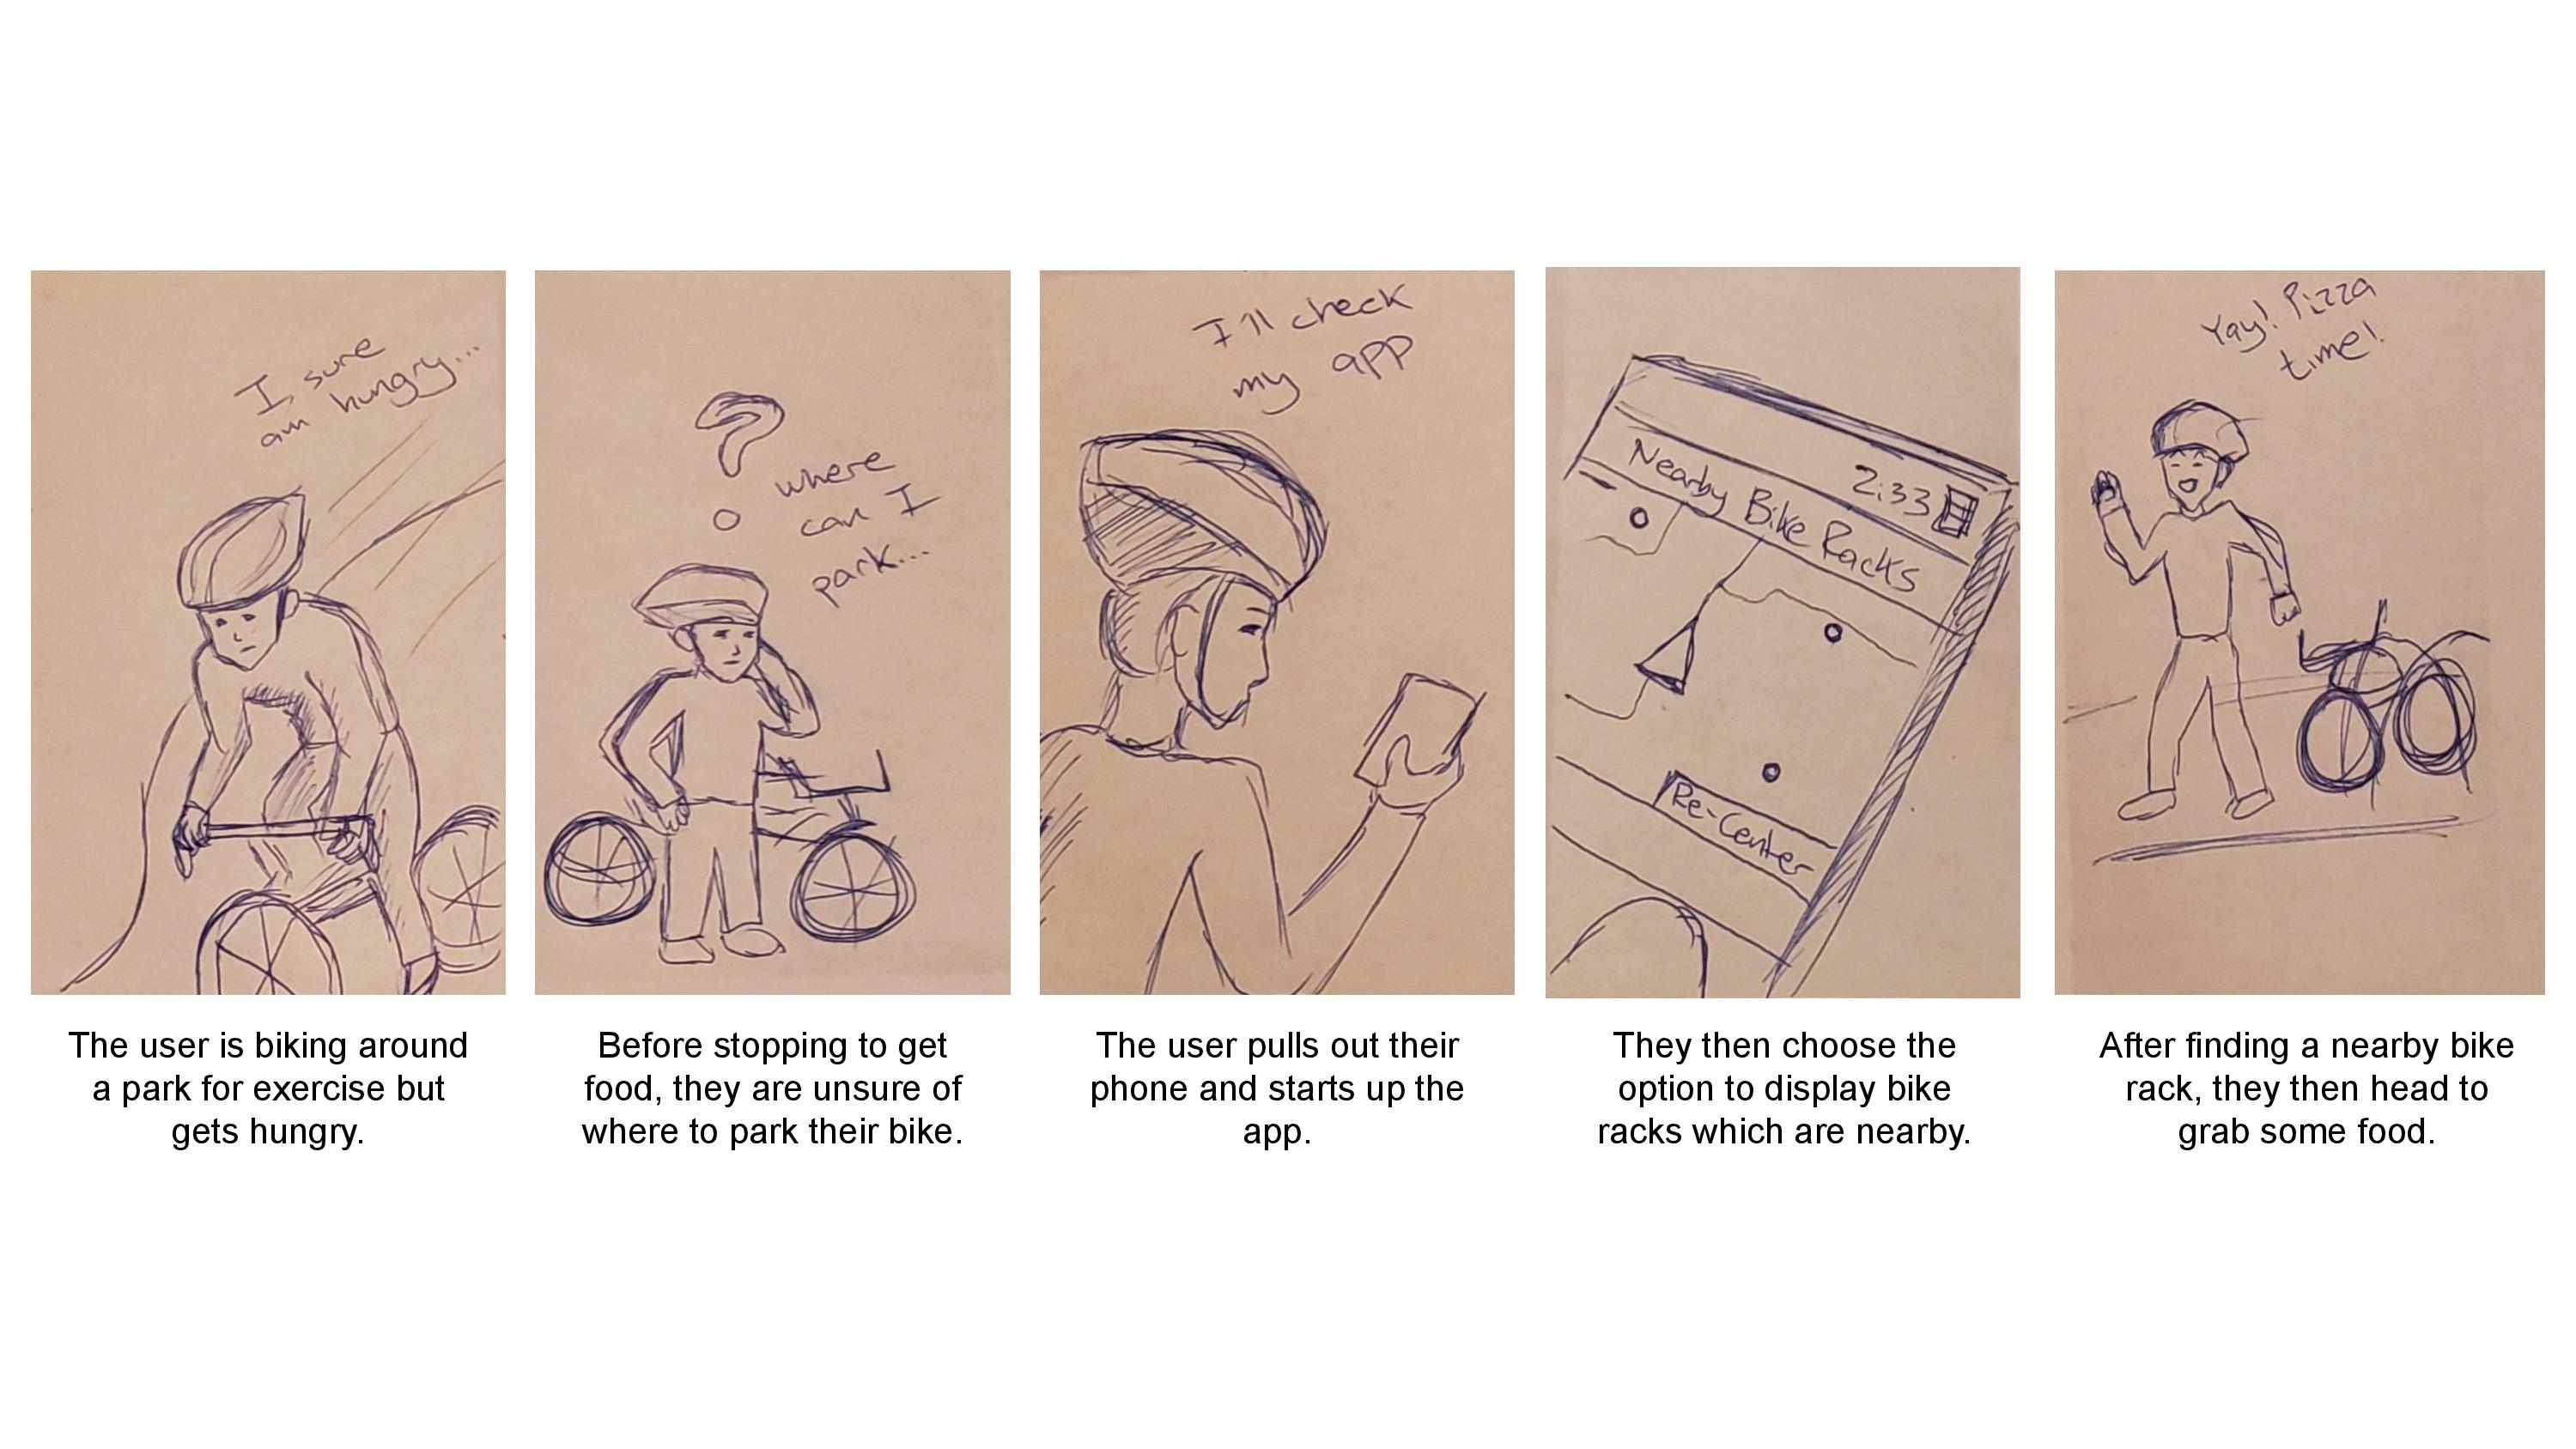 I sure
am hungry...
where
can I
park...
I'll check
my app
2:33
Nearby Bike Racks
Re-Center
Yay! Pizza
time!
The user is biking around
a park for exercise but
gets hungry.
Before stopping to get
food, they are unsure of
where to park their bike.
The user pulls out their
phone and starts up the
app.
They then choose the
option to display bike
racks which are nearby.
After finding a nearby bike
rack, they then head to
grab some food.